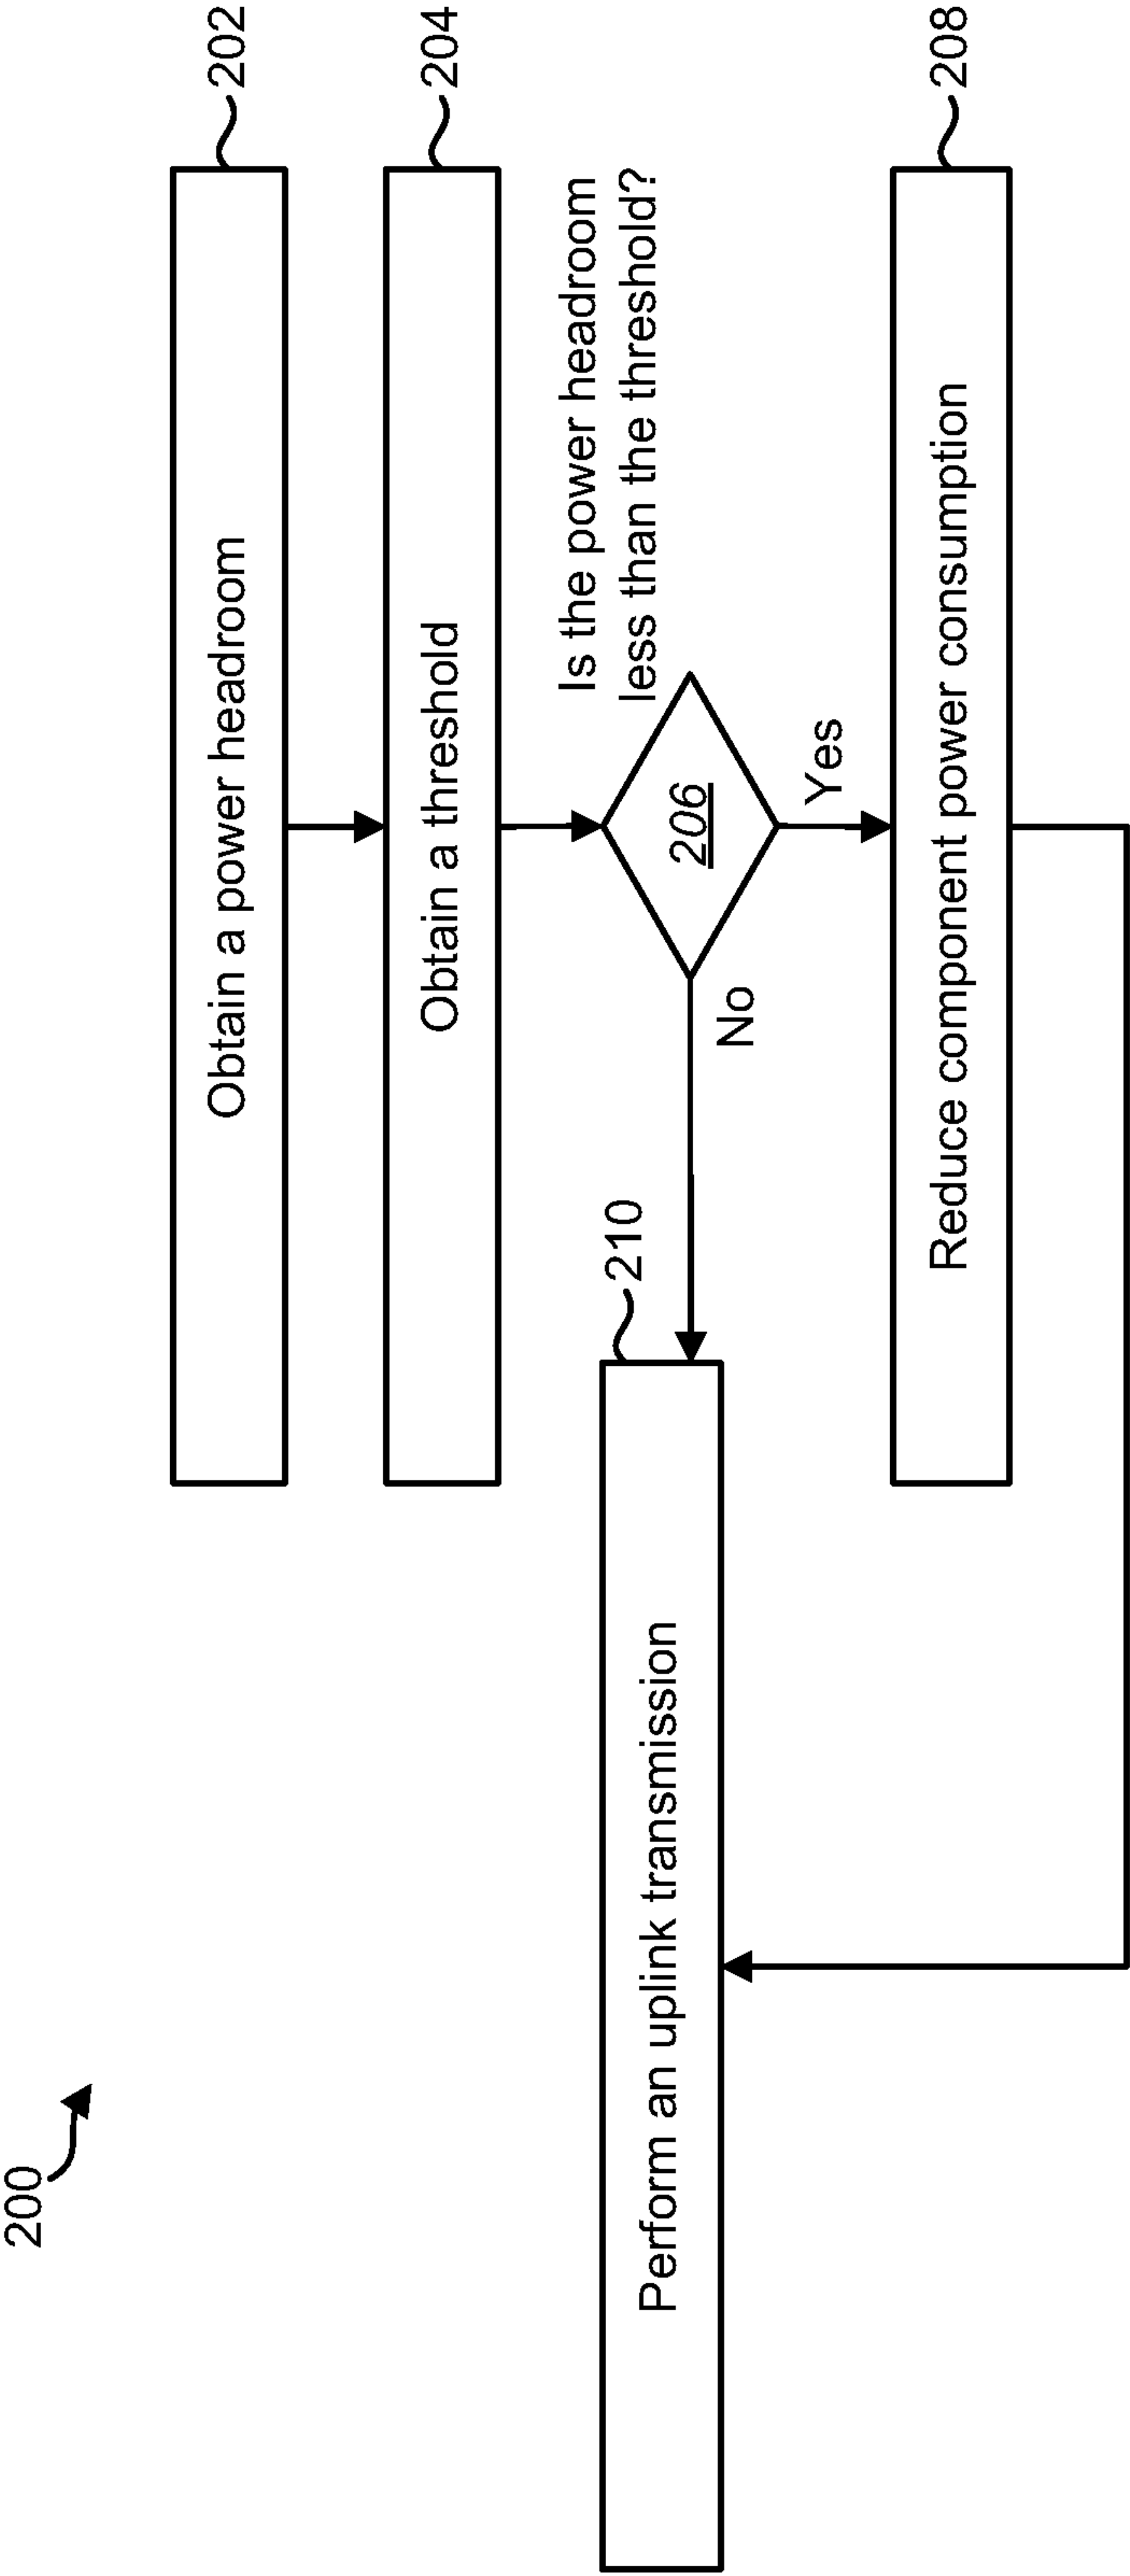 200
Obtain a power headroom
202
Obtain a threshold
204
Is the power headroom
less than the threshold?
206
No
Yes
210
Perform an uplink transmission
Reduce component power consumption
208